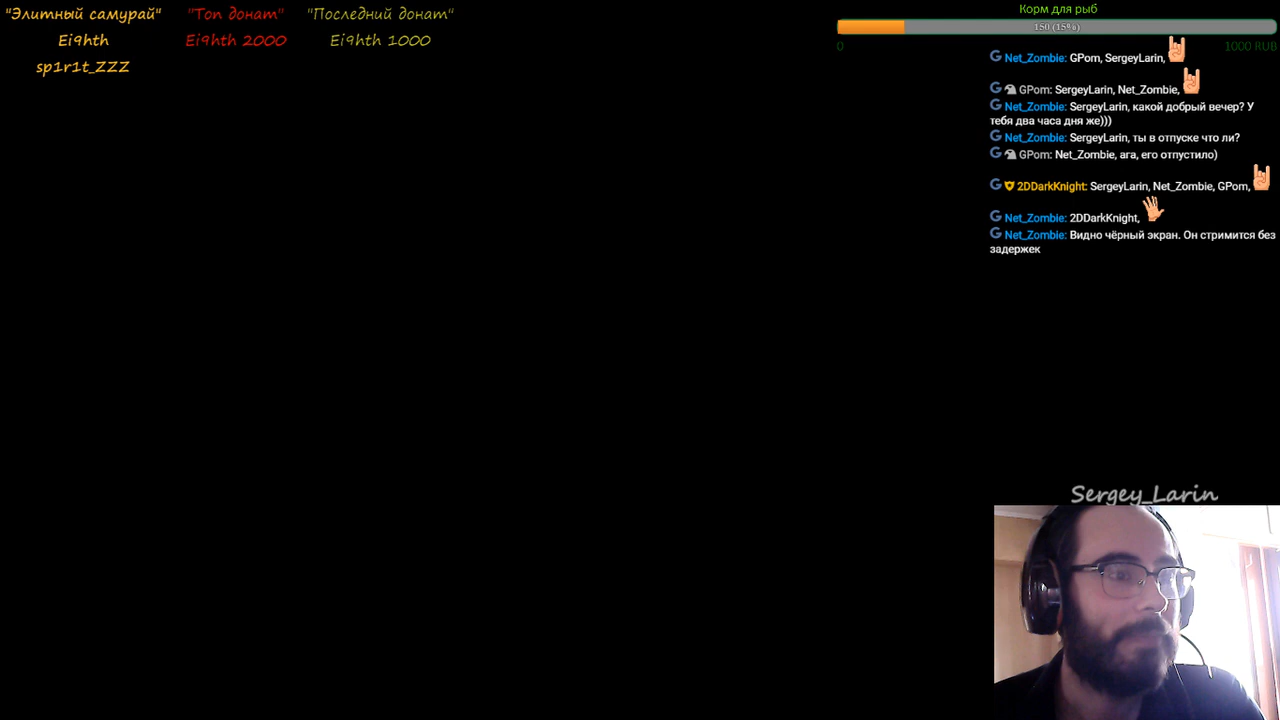 "Элитный самурай"
Ei9hth
sp1r1t_ZZZ
"Топ донат"
Ei9hth 2000
"Последний донат"
Ei9hth 1000
Корм для рыб
150 (15%)
0
1000 RUB
Net_Zombie: GPom, SergeyLarin,
GPom: SergeyLarin, Net_Zombie,
Net_Zombie: SergeyLarin, какой добрый вечер? У
тебя два часа дня же)))
Net_Zombie: SergeyLarin, ты в отпуске что ли?
GPom: Net_Zombie, ага, его отпустило)
2DDarkKnight: SergeyLarin, Net_Zombie, GPom,
Net_Zombie: 2DDarkKnight,
Net_Zombie: Видно чёрный экран. Он стримится без
задержек
Sergey_Larin